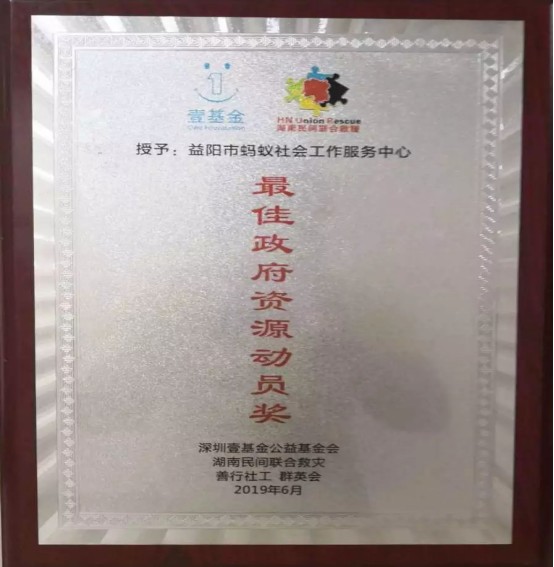 1
壹基金
One Foundation
HN Union Rescue
湖南民间联合救援
授予：益阳市蚂蚁社会工作服务中心
最佳政府资源动员奖
深圳壹基金公益基金会
湖南民间联合救灾
善行社工 群英会
2019年6月